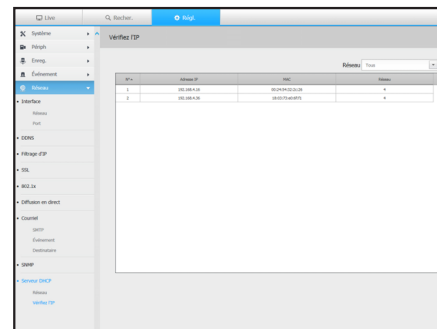 Live
Recher.
Régl.
Système
Périph
Enreg.
Événement
Réseau
Interface
Réseau
Port
DDNS
Filtrage d'IP
SSL
802.1x
Diffusion en direct
Courriel
SMTP
Événement
Destinataire
SNMP
Serveur DHCP
Réseau
Vérifiez l'IP
Vérifiez l'IP
Réseau Tous
Adresse IP MAC Réseau
1 192.168.4.16
2 192.168.4.36